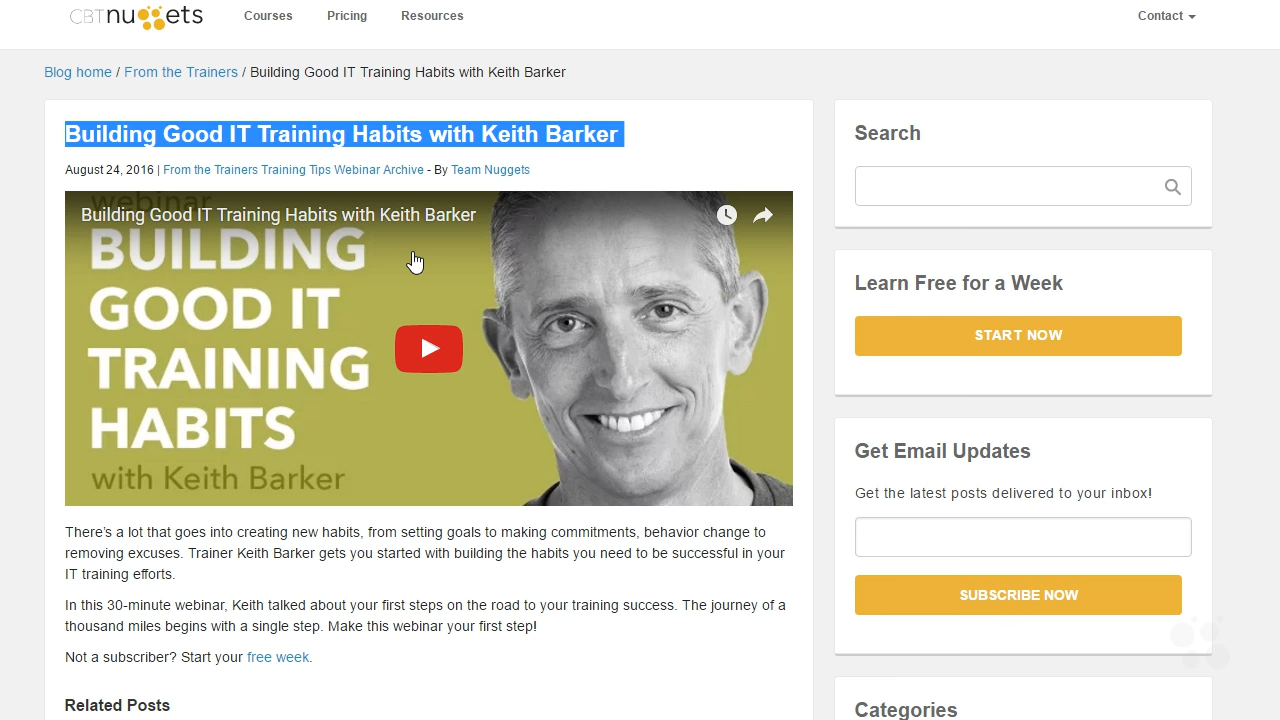 CBTnuggets
Courses
Pricing
Resources
Contact
Blog home / From the Trainers / Building Good IT Training Habits with Keith Barker
Building Good IT Training Habits with Keith Barker
August 24, 2016 | From the Trainers Training Tips Webinar Archive - By Team Nuggets
webinar
Building Good IT Training Habits with Keith Barker
BUILDING
GOOD IT
TRAINING
HABITS
with Keith Barker
There's a lot that goes into creating new habits, from setting goals to making commitments, behavior change to
removing excuses. Trainer Keith Barker gets you started with building the habits you need to be successful in your
IT training efforts.
In this 30-minute webinar, Keith talked about your first steps on the road to your training success. The journey of a
thousand miles begins with a single step. Make this webinar your first step!
Not a subscriber? Start your free week.
Related Posts
Search
Learn Free for a Week
START NOW
Get Email Updates
Get the latest posts delivered to your inbox!
SUBSCRIBE NOW
Categories